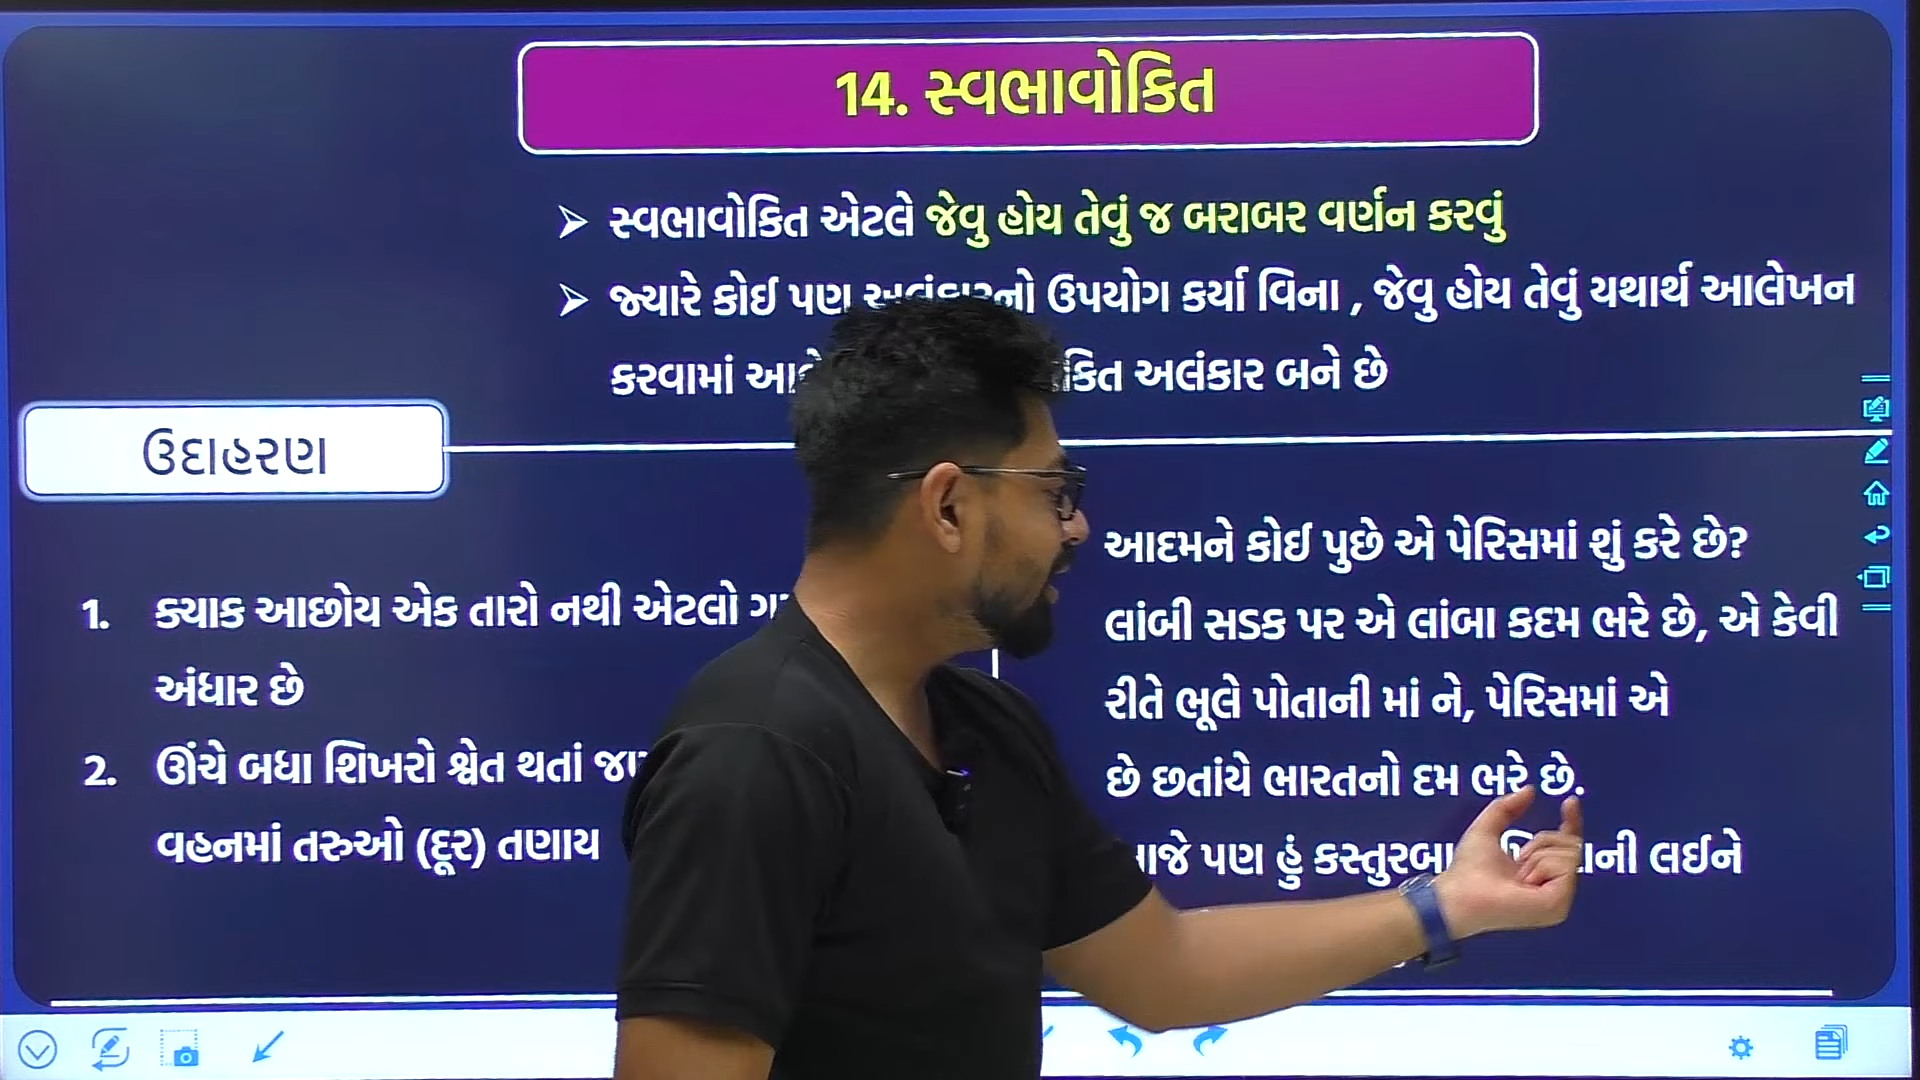 14. સ્વભાવોકિત
સ્વભાવોકિત એટલે જેવુ હોય તેવું જ બરાબર વર્ણન કરવું
જ્યારે કોઈ પણ અલંકારનો ઉપયોગ કર્યા વિના , જેવુ હોય તેવું યથાર્થ આલેખન
કરવામાં અલંકાર બને છે
ઉદાહરણ
1. ક્યાક આછોય એક તારો નથી એટલો
અંધાર છે
2. ઊંચે બધા શિખરો શ્વેત થતાં
વહનમાં તરુઓ (દૂર) તણાય
આદમને કોઈ પુછે એ પેરિસમાં શું કરે છે?
લાંબી સડક પર એ લાંબા કદમ ભરે છે, એ કેવી
રીતે ભૂલે પોતાની માં ને, પેરિસમાં એ
છે છતાંયે ભારતનો દમ ભરે છે.
પણ હું કસ્તુરબા લઈને